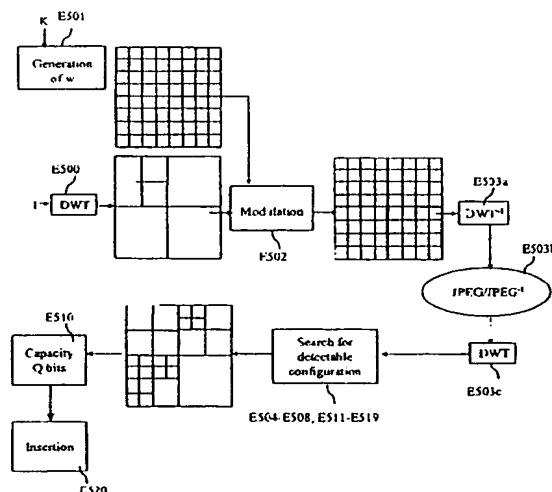 E501
K
Generation
of w
E500
I
DWT
Modulation
E502
E503a
DWT-1
E503b
JPEG/JPEG-1
DWT
E503c
E510
Capacity
Q bits
Search for
detectable
configuration
E504-E508, E511-E519
Insertion
E520